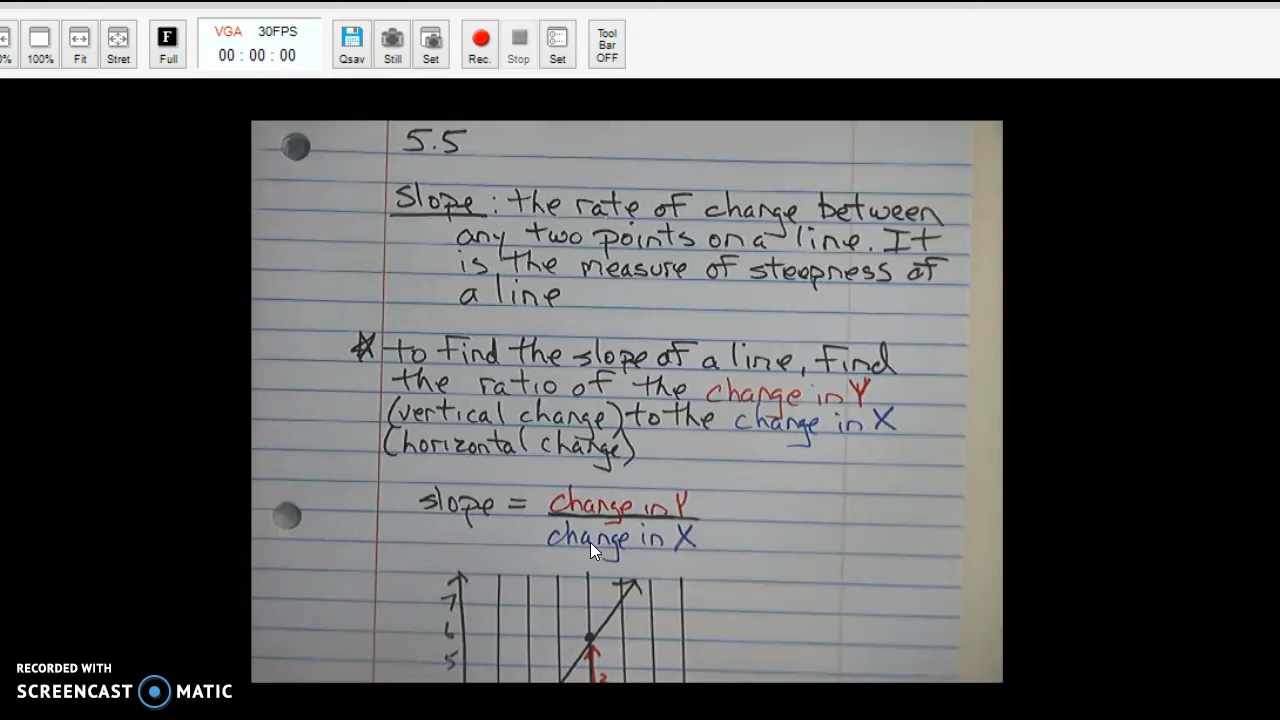 VGA 30FPS
00 : 00 : 00
0%
100%
Fit
Stret
F
Full
Qsav
Still
Set
Rec.
Stop
Set
Tool
Bar
OFF
5.5
Slope: the rate of change between
any two points on a line. It
is the measure of steepness of
a line
to find the slope of a line, find
the ratio of the change in Y
(vertical change) to the change in X
(horizontal change)
slope = change in Y
change in X
7
6
5
2
RECORDED WITH
SCREENCAST MATIC